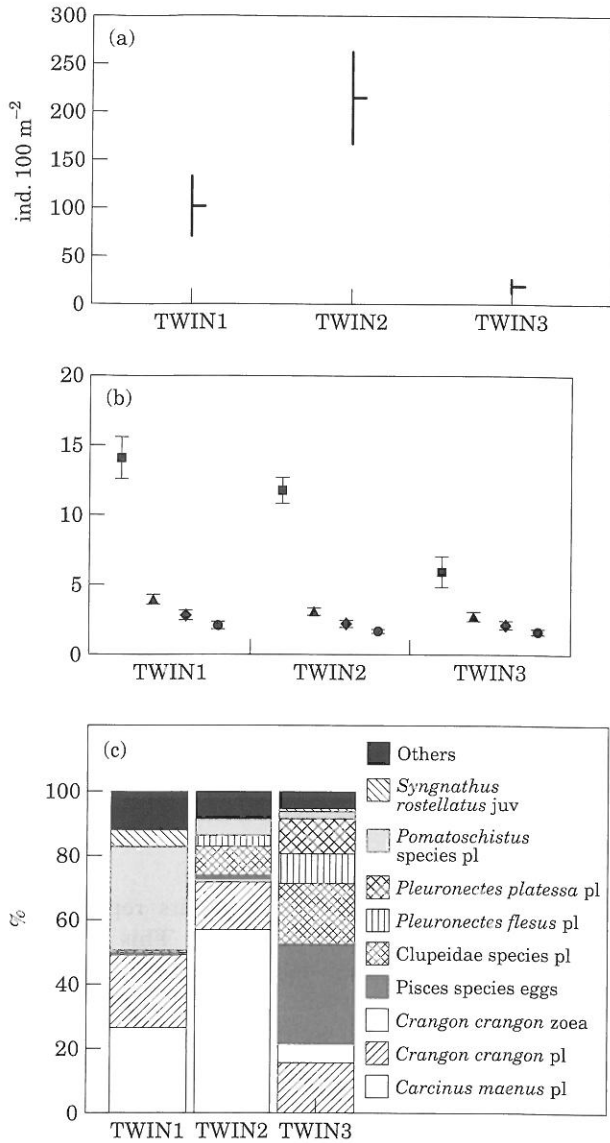 300
(a)
250
200
150
100
50
0
ind. 100 m⁻²
TWIN1 TWIN2 TWIN3
20
(b)
15
10
5
0
TWIN1 TWIN2 TWIN3
(c)
100
80
60
40
20
0
%
TWIN1 TWIN2 TWIN3
Others
Syngnathus
rostellatus juv
Pomatoschistus
species pl
Pleuronectes platessa pl
Pleuronectes flesus pl
Clupeidae species pl
Pisces species eggs
Crangon crangon zoea
Crangon crangon pl
Carcinus maenus pl